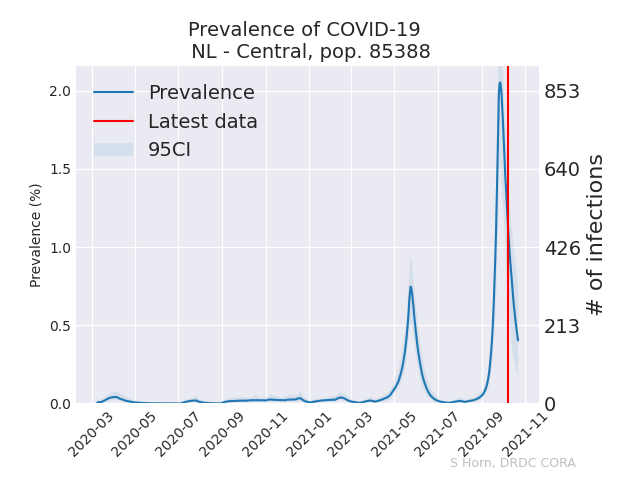 Prevalence of COVID-19
NL - Central, pop. 85388
Prevalence
Latest data
95CI
2.0
1.5
1.0
0.5
0.0
Prevalence (%)
853
640
426
213
0
# of infections
2020-03
2020-05
2020-07
2020-09
2020-11
2021-01
2021-03
2021-05
2021-07
2021-09
2021-11
S Horn, DRDC CORA